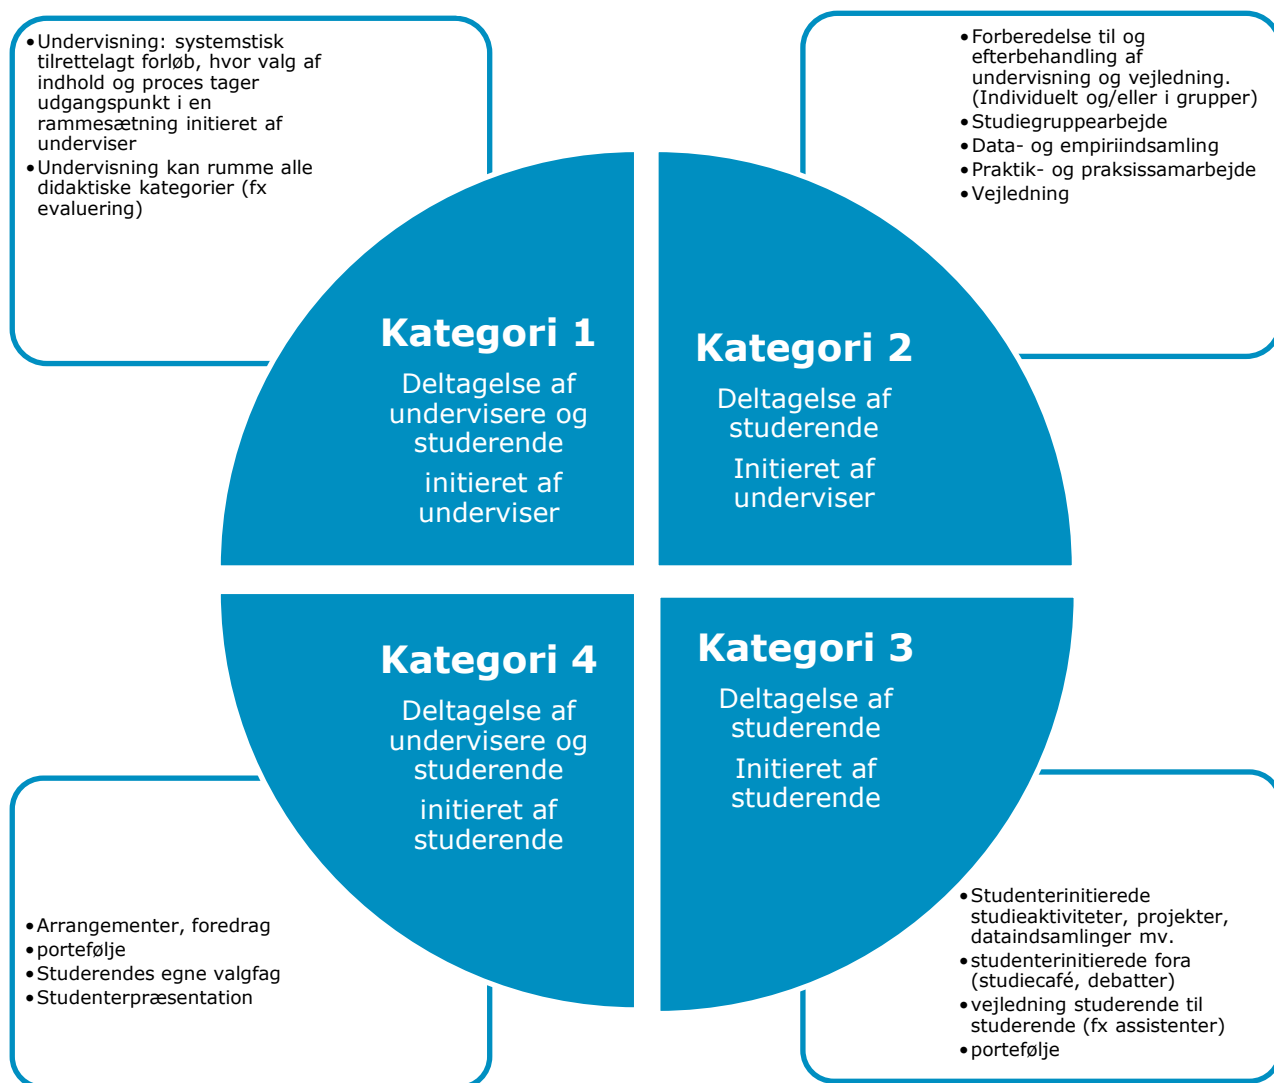 •Undervisning: systemstisk
tilrettelagt forløb, hvor valg af
indhold og proces tager
udgangspunkt i en
rammesætning initieret af
underviser
•Undervisning kan rumme alle
didaktiske kategorier (fx
evaluering)
•Forberedelse til og
efterbehandling af
undervisning og vejledning.
(Individuelt og/eller i grupper)
•Studiegruppearbejde
•Data- og empiriindsamling
•Praktik- og praksissamarbejde
•Vejledning
Kategori 1
Deltagelse af
undervisere og
studerende
initieret af
underviser
Kategori 2
Deltagelse af
studerende
Initieret af
underviser
Kategori 4
Deltagelse af
undervisere og
studerende
initieret af
studerende
Kategori 3
Deltagelse af
studerende
Initieret af
studerende
•Arrangementer, foredrag
•portefølje
•Studerendes egne valgfag
•Studenterpræsentation
•Studenterinitierede
studieaktiviteter, projekter,
dataindsamlinger mv.
•studenterinitierede fora
(studiecafé, debatter)
•vejledning studerende til
studerende (fx assistenter)
•portefølje